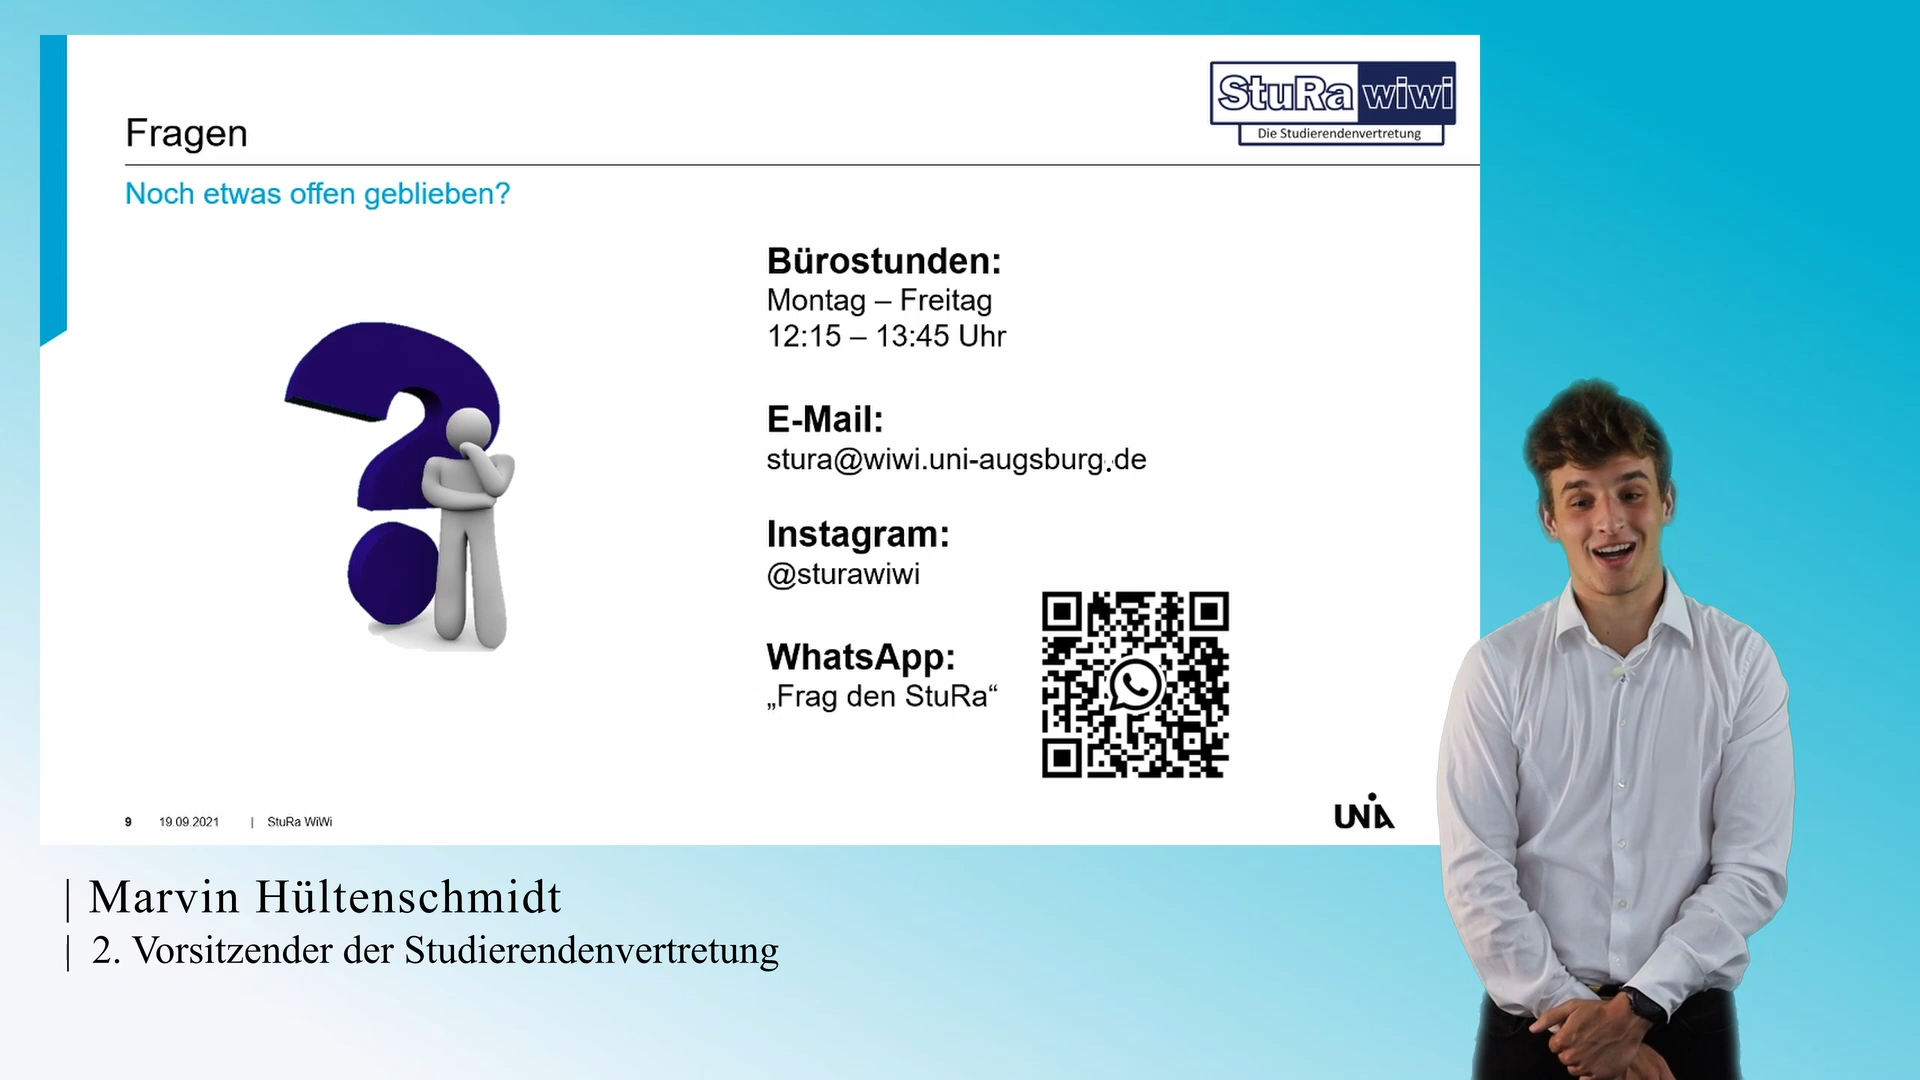 StuRa wiwi
Die Studierendenvertretung
Fragen
Noch etwas offen geblieben?
Bürostunden:
Montag – Freitag
12:15 – 13:45 Uhr
E-Mail:
stura@wiwi.uni-augsburg.de
Instagram:
@sturawiwi
WhatsApp:
„Frag den StuRa“
9 19.09.2021 | StuRa WiWi
UNIA
| Marvin Hültenschmidt
| 2. Vorsitzender der Studierendenvertretung